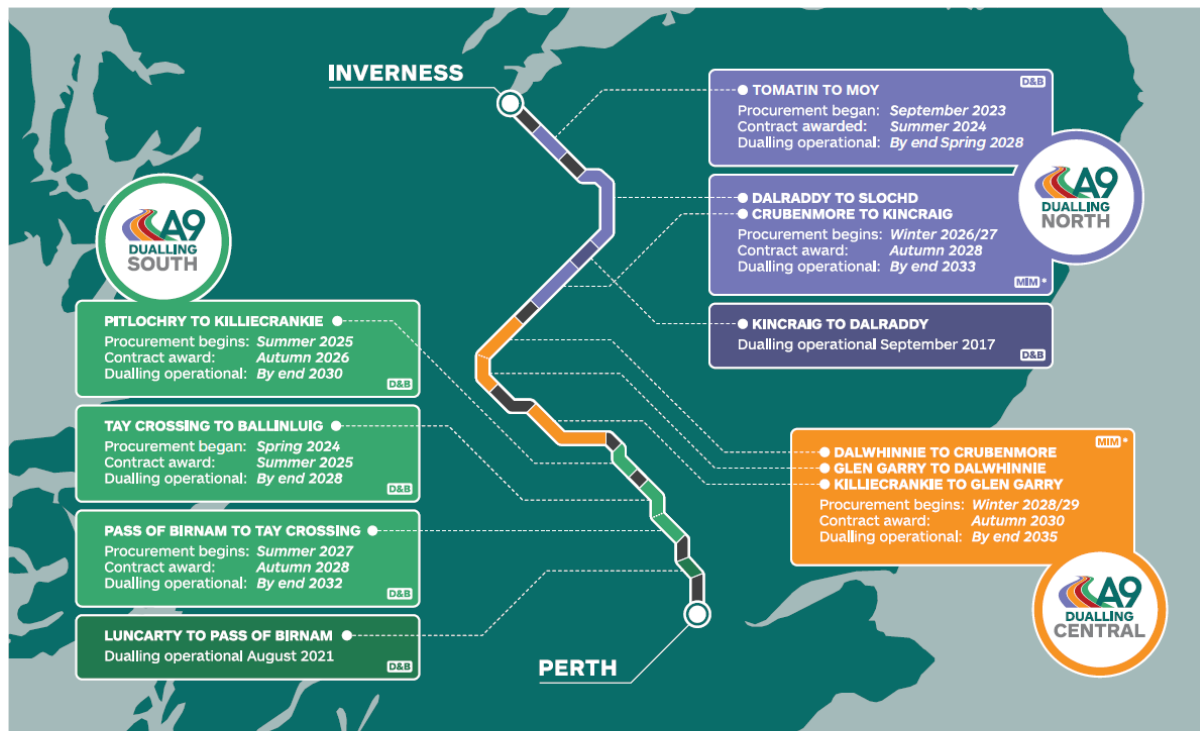 INVERNESS
D&B
TOMATIN TO MOY
Procurement began: September 2023
Contract awarded: Summer 2024
Dualling operational: By end Spring 2028
DALRADDY TO SLOCHD
CRUBENMORE TO KINCRAIG
Procurement begins: Winter 2026/27
Contract award: Autumn 2028
Dualling operational: By end 2033
MIM *
A9
DUALLING
NORTH
KINCRAIG TO DALRADDY
Dualling operational September 2017
D&B
A9
DUALLING
SOUTH
PITLOCHRY TO KILLIECRANKIE
Procurement begins: Summer 2025
Contract award: Autumn 2026
Dualling operational: By end 2030
D&B
TAY CROSSING TO BALLINLUIG
Procurement began: Spring 2024
Contract award: Summer 2025
Dualling operational: By end 2028
D&B
PASS OF BIRNAM TO TAY CROSSING
Procurement begins: Summer 2027
Contract award: Autumn 2028
Dualling operational: By end 2032
D&B
LUNCARTY TO PASS OF BIRNAM
Dualling operational August 2021
D&B
MIM *
DALWHINNIE TO CRUBENMORE
GLEN GARRY TO DALWHINNIE
KILLIECRANKIE TO GLEN GARRY
Procurement begins: Winter 2028/29
Contract award: Autumn 2030
Dualling operational: By end 2035
A9
DUALLING
CENTRAL
PERTH